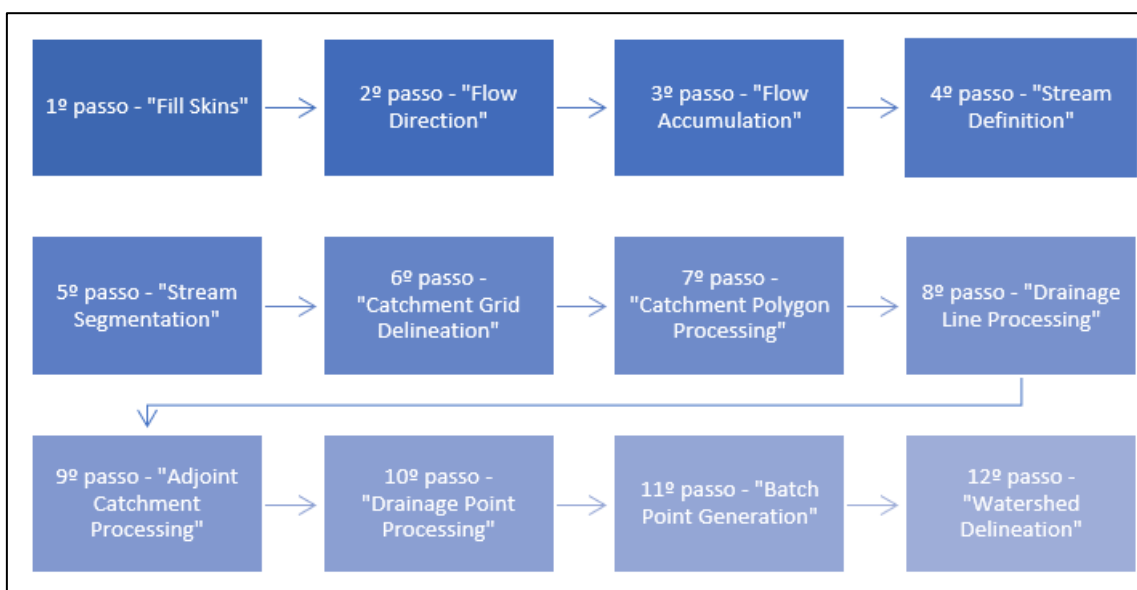 1º passo - "Fill Skins"
2º passo - "Flow
Direction"
3º passo - "Flow
Accumulation"
4º passo - "Stream
Definition"
5º passo - "Stream
Segmentation"
6º passo -
"Catchment Grid
Delineation"
7º passo -
"Catchment Polygon
Processing"
8º passo - "Drainage
Line Processing"
9º passo - "Adjoint
Catchment
Processing"
10º passo -
"Drainage Point
Processing"
11º passo - "Batch
Point Generation"
12º passo -
"Watershed
Delineation"